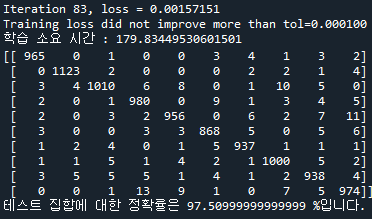 Iteration 83, loss = 0.00157151
Training loss did not improve more than tol=0.000100
학습 소요 시간 : 179.83449530601501
[[ 965 0 1 0 0 3 4 1 3 2]
[ 0 1123 2 0 0 0 2 2 1 4]
[ 3 4 1010 6 8 0 1 10 5 0]
[ 2 0 1 980 0 9 1 3 4 5]
[ 2 0 3 2 956 0 6 2 7 11]
[ 3 0 0 3 3 868 5 0 5 6]
[ 1 2 4 0 1 5 937 1 1 1]
[ 1 1 5 1 4 2 1 1000 5 2]
[ 3 5 5 5 1 4 1 2 938 4]
[ 0 0 1 13 9 1 0 7 5 974]]
테스트 집합에 대한 정확률은 97.50999999999999 %입니다.